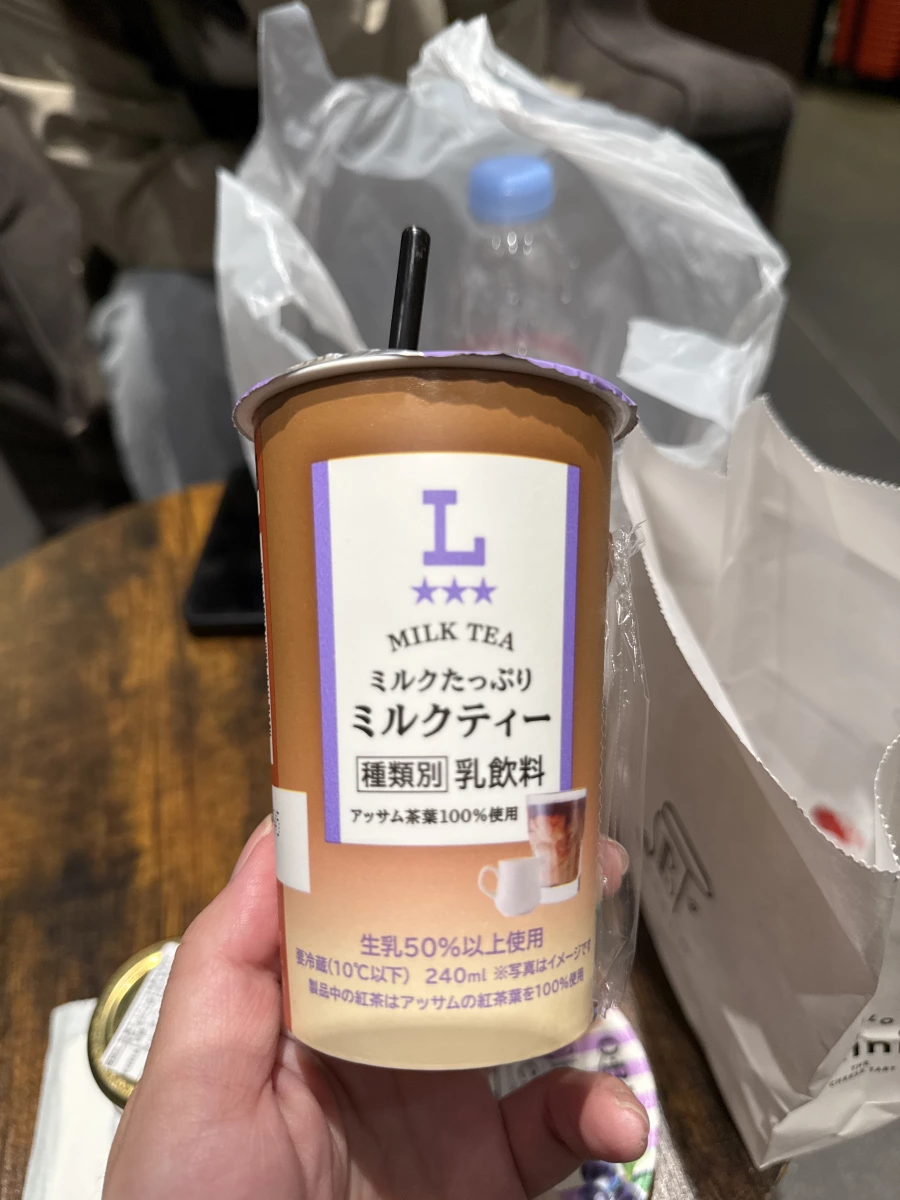 L
★★★
MILK TEA
ミルクたっぷり
ミルクティー
種類別 乳飲料
アッサム茶葉100%使用
生乳50%以上使用
要冷蔵(10℃以下) 240ml ※写真はイメージです
製品中の紅茶はアッサムの紅茶葉を100%使用